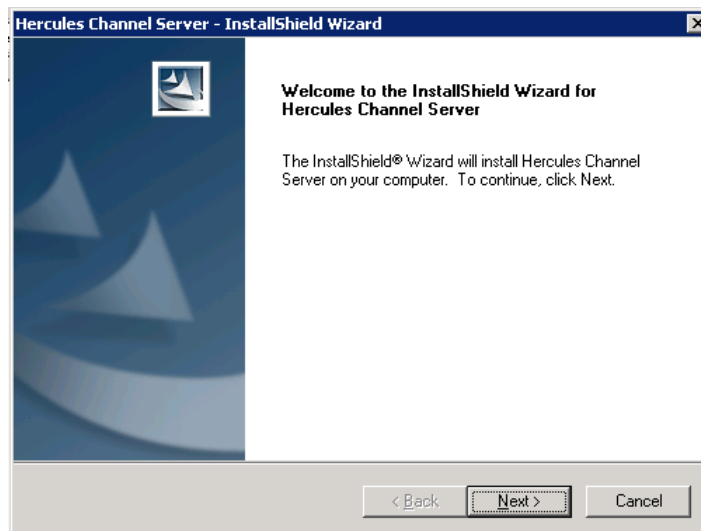 Hercules Channel Server - InstallShield Wizard
Welcome to the InstallShield Wizard for
Hercules Channel Server
The InstallShield® Wizard will install Hercules Channel
Server on your computer. To continue, click Next.
< Back
Next >
Cancel